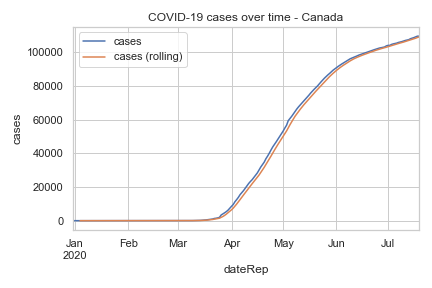 COVID-19 cases over time - Canada
cases
cases (rolling)
100000
80000
60000
40000
20000
0
cases
Jan Feb Mar Apr May Jun Jul
2020
dateRep